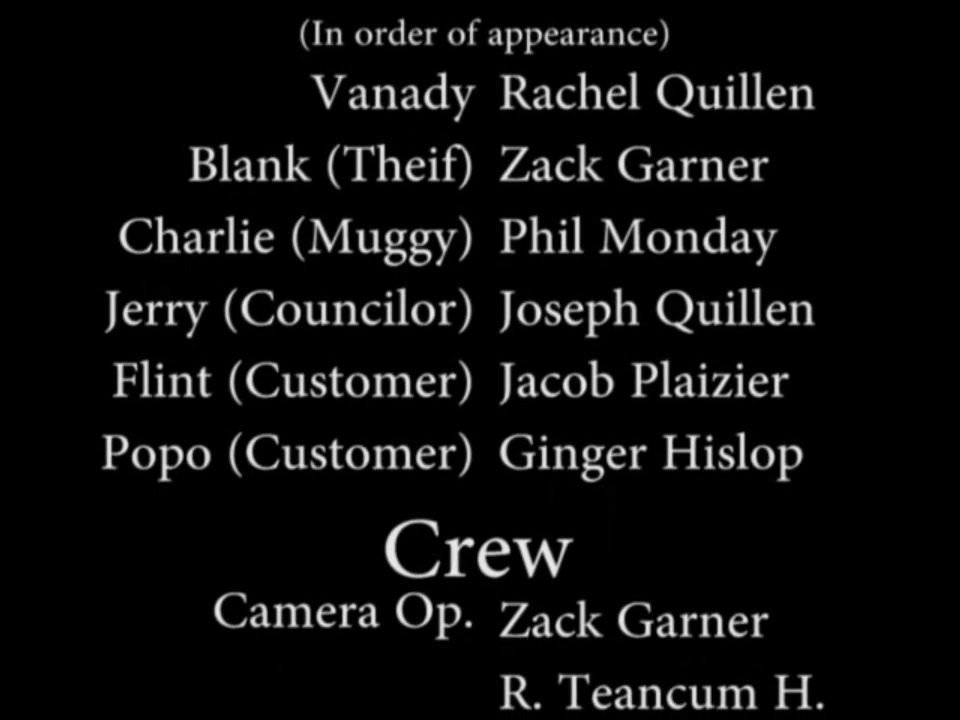 (In order of appearance)
Vanady Rachel Quillen
Blank (Theif) Zack Garner
Charlie (Muggy) Phil Monday
Jerry (Councilor) Joseph Quillen
Flint (Customer) Jacob Plaizier
Popo (Customer) Ginger Hislop
Crew
Camera Op. Zack Garner
R. Teancum H.